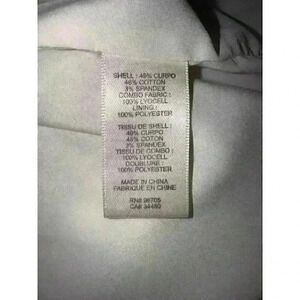 SHELL : 49% CUPRO
48% COTTON
3% SPANDEX
COMBO FABRIC :
100% LYOCELL
LINING :
100% POLYESTER
TISSU DE SHELL :
49% CUPRO
48% COTON
3% SPANDEX
TISSU DE COMBO :
100% LYOCELL
DOUBLURE :
100% POLYESTER
MADE IN CHINA
FABRIQUÉ EN CHINE
RN# 96705
CA# 34480